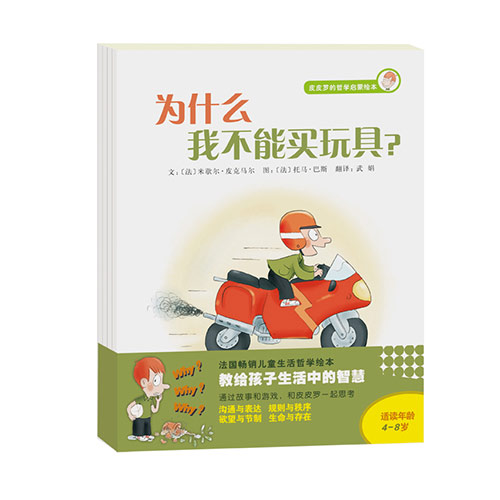 皮皮罗的哲学启蒙绘本
为什么
我不能买玩具？
文：〔法〕米歇尔·皮克马尔 图：〔法〕托马·巴斯 翻译：武娟
Why?
Why?
Why?
法国畅销儿童生活哲学绘本
教给孩子生活中的智慧
通过故事和游戏，和皮皮罗一起思考
沟通与表达 规则与秩序
欲望与节制 生命与存在
适读年龄
4-8岁